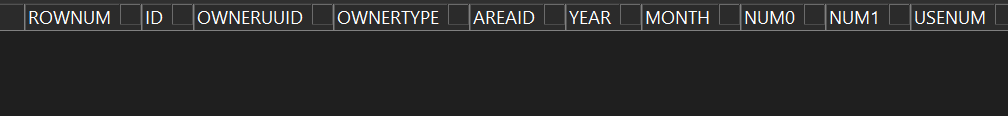 ROWNUM ID OWNERUUID OWNERTYPE AREAID YEAR MONTH NUM0 NUM1 USENUM